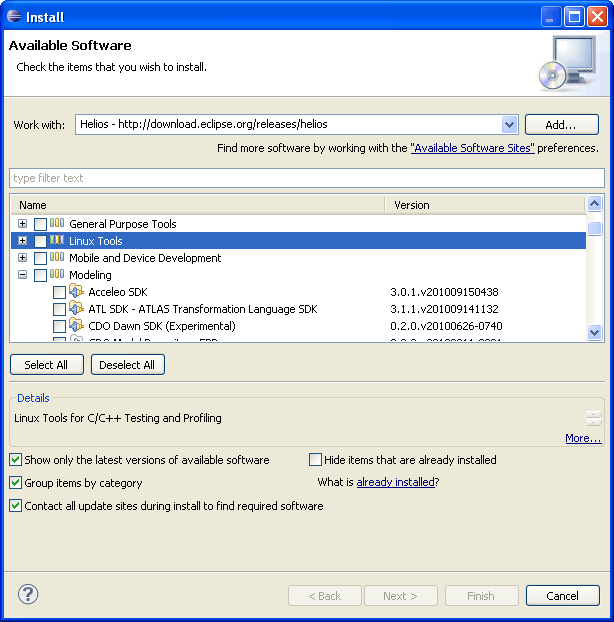 Install
Available Software
Check the items that you wish to install.
Work with: Helios - http://download.eclipse.org/releases/helios Add...
Find more software by working with the "Available Software Sites" preferences.
type filter text
Name Version
General Purpose Tools
Linux Tools
Mobile and Device Development
Modeling
Acceleo SDK 3.0.1.v201009150438
ATL SDK - ATLAS Transformation Language SDK 3.1.1.v201009141132
CDO Dawn SDK (Experimental) 0.2.0.v20100626-0740
Select All Deselect All
Details
Linux Tools for C/C++ Testing and Profiling
More...
Show only the latest versions of available software Hide items that are already installed
Group items by category What is already installed?
Contact all update sites during install to find required software
? < Back Next > Finish Cancel